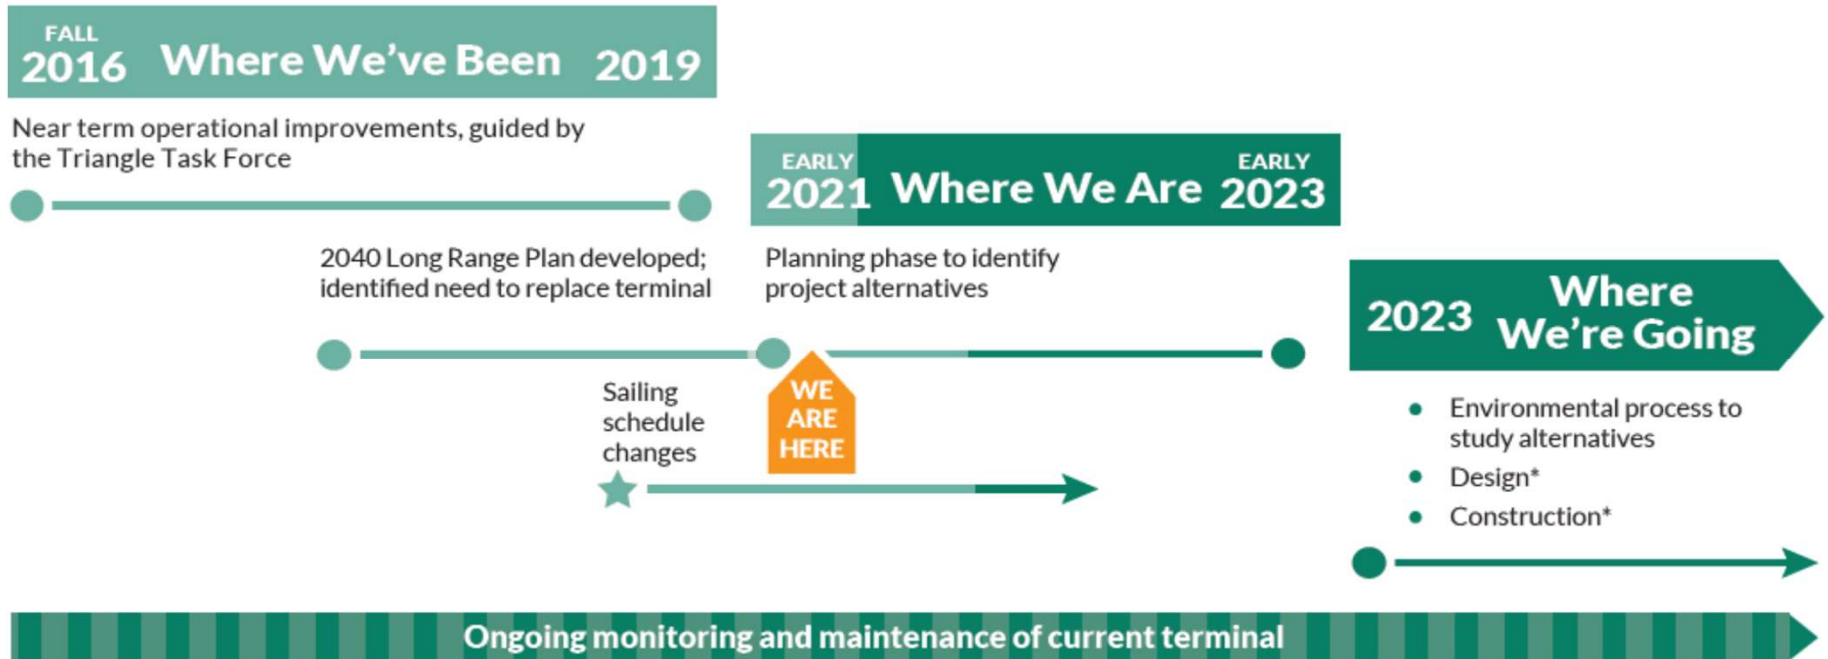 FALL
2016 Where We've Been 2019
Near term operational improvements, guided by
the Triangle Task Force
EARLY EARLY
2021 Where We Are 2023
2040 Long Range Plan developed;
identified need to replace terminal
Planning phase to identify
project alternatives
2023 Where
We're Going
Sailing
schedule
changes
WE
ARE
HERE
• Environmental process to
study alternatives
• Design*
• Construction*
Ongoing monitoring and maintenance of current terminal